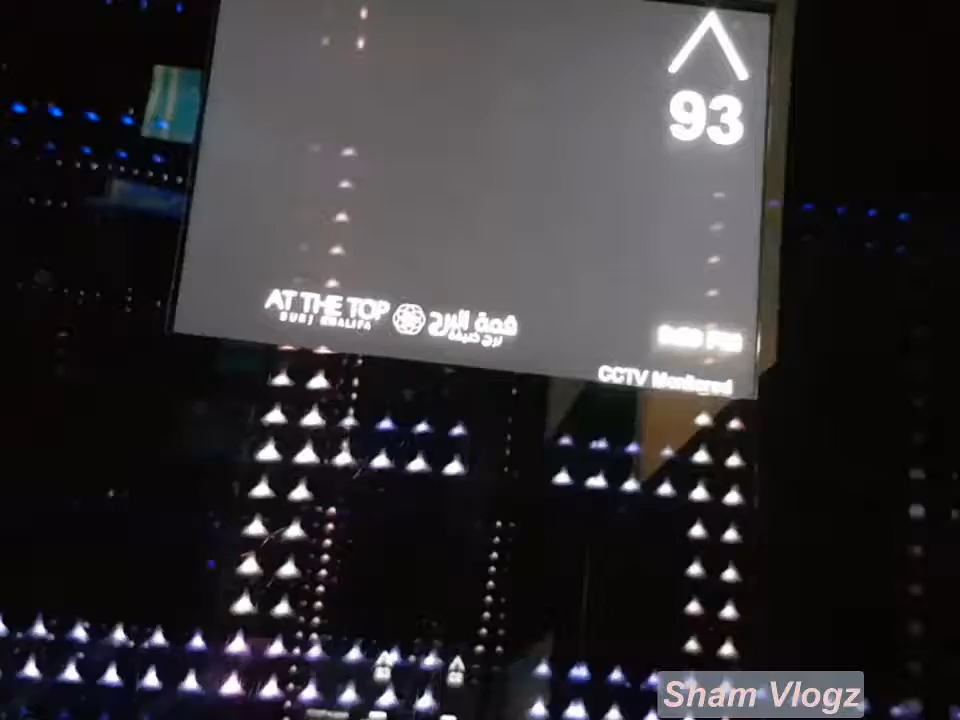 93
AT THE TOP
BURJ KHALIFA
قمة البرج
برج خليفة
CCTV Monitored
Sham Vlogz